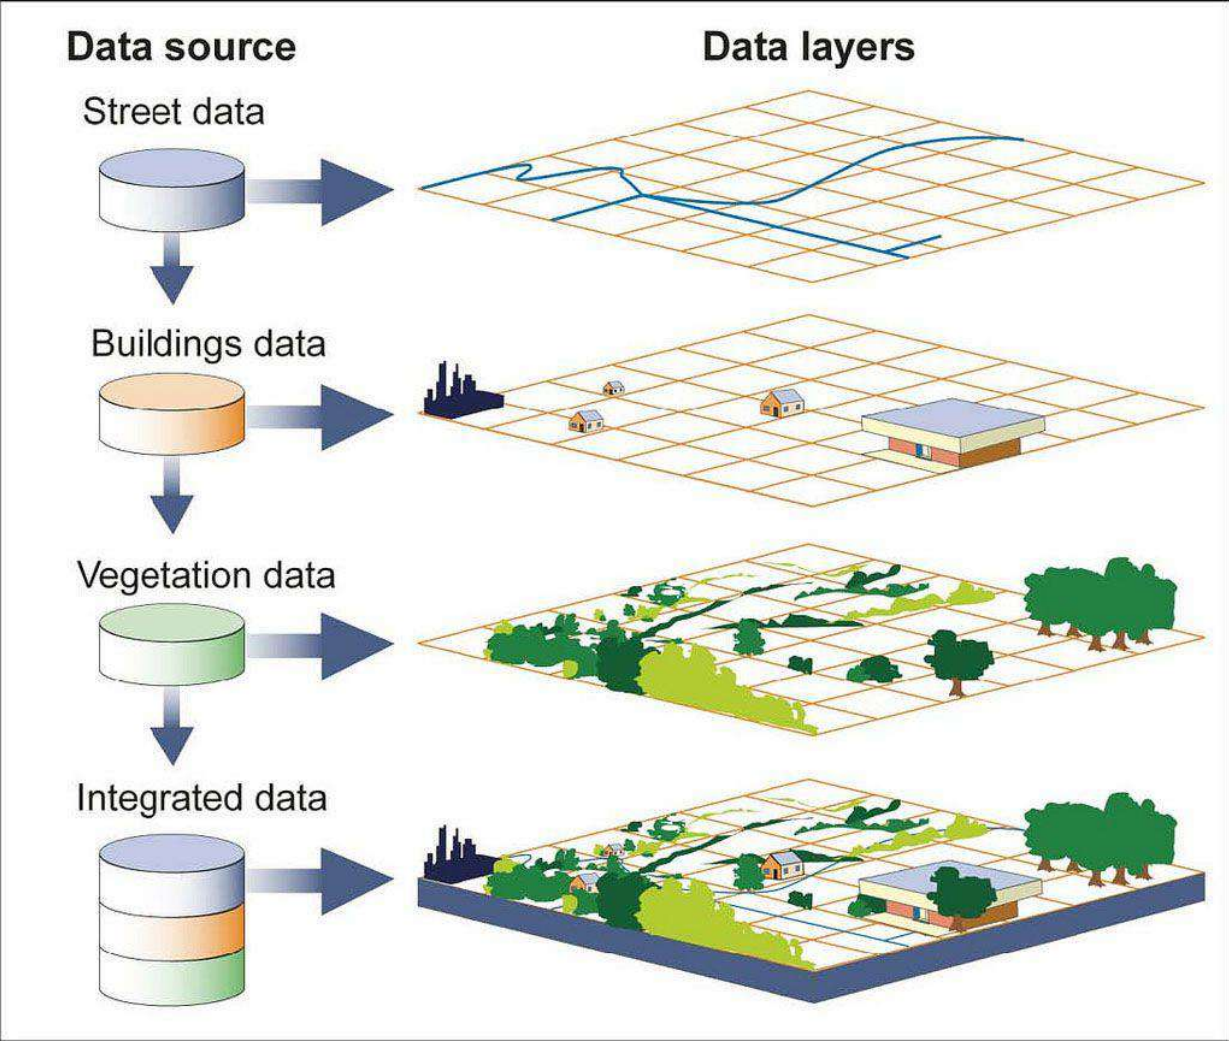 Data source
Data layers
Street data
Buildings data
Vegetation data
Integrated data